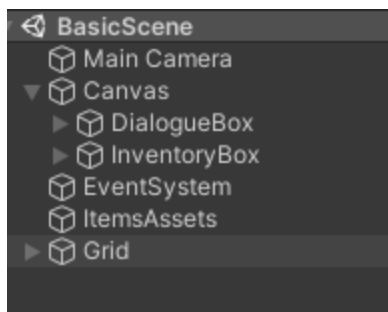 BasicScene
Main Camera
Canvas
DialogueBox
InventoryBox
EventSystem
ItemsAssets
Grid